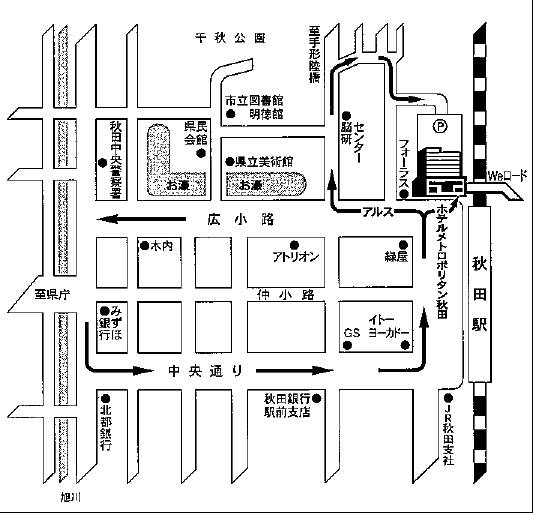 千秋公園
至手形陸橋
市立図書館
明徳館
県民
会館
秋田中央警察署
脳研
センター
P
フォーラス
Weロード
県立美術館
お濠
お濠
アルス
広小路
ホテルメトロポリタン秋田
木内
アトリオン
緑屋
秋田駅
至県庁
仲小路
みずほ
銀行
イトー
ヨーカドー
GS
中央通り
北都銀行
秋田銀行
駅前支店
JR秋田支社
旭川